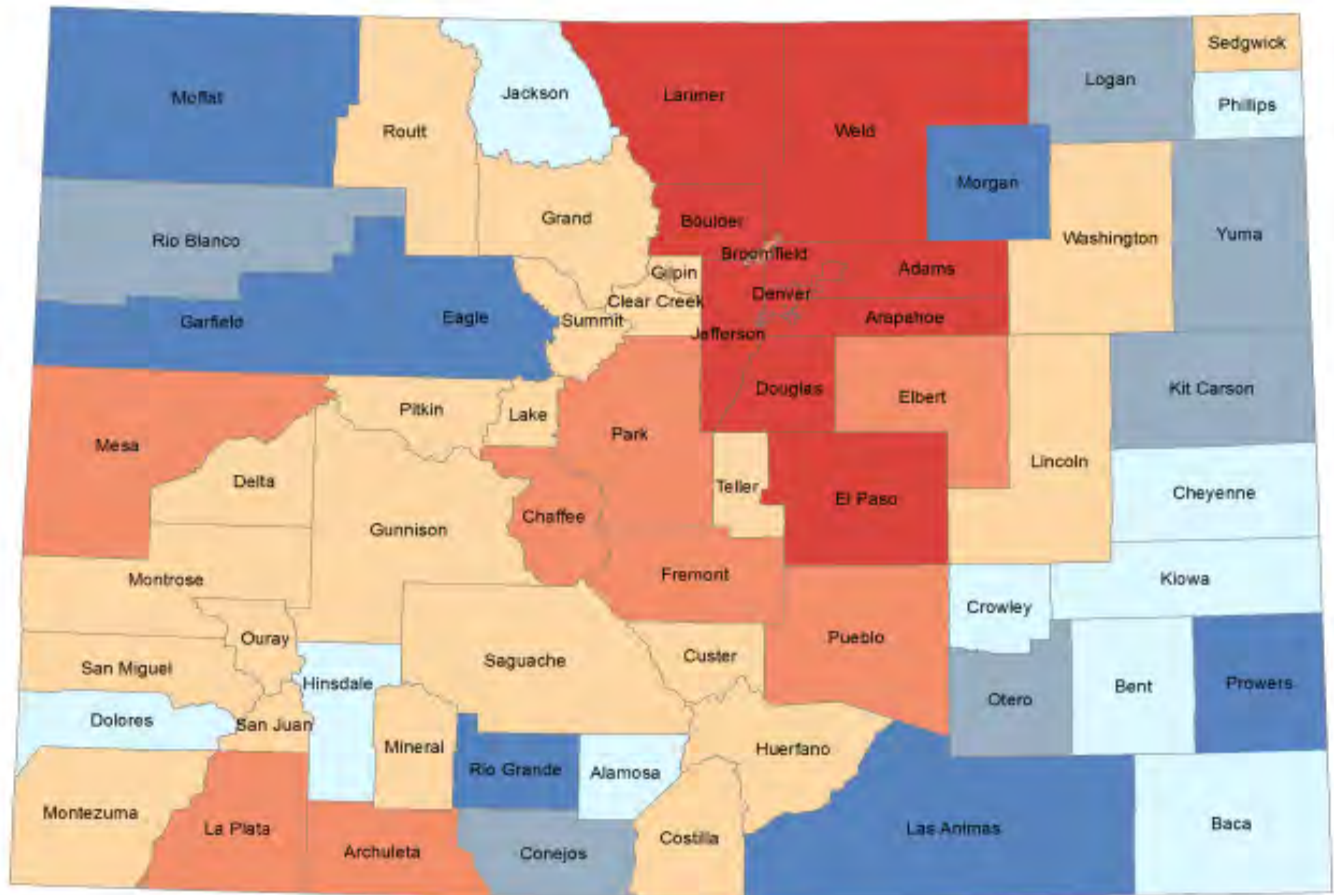 Moffat
Routt
Jackson
Larimer
Weld
Logan
Sedgwick
Phillips
Morgan
Washington
Yuma
Rio Blanco
Grand
Boulder
Broomfield
Gilpin
Adams
Clear Creek
Denver
Garfield
Eagle
Summit
Arapahoe
Jefferson
Mesa
Pitkin
Lake
Park
Douglas
Elbert
Kit Carson
Delta
Gunnison
Chaffee
Teller
El Paso
Lincoln
Cheyenne
Montrose
Fremont
Crowley
Kiowa
Ouray
San Miguel
Saguache
Custer
Pueblo
Otero
Bent
Prowers
Hinsdale
Dolores
San Juan
Mineral
Rio Grande
Alamosa
Huerfano
Montezuma
La Plata
Archuleta
Conejos
Costilla
Las Animas
Baca